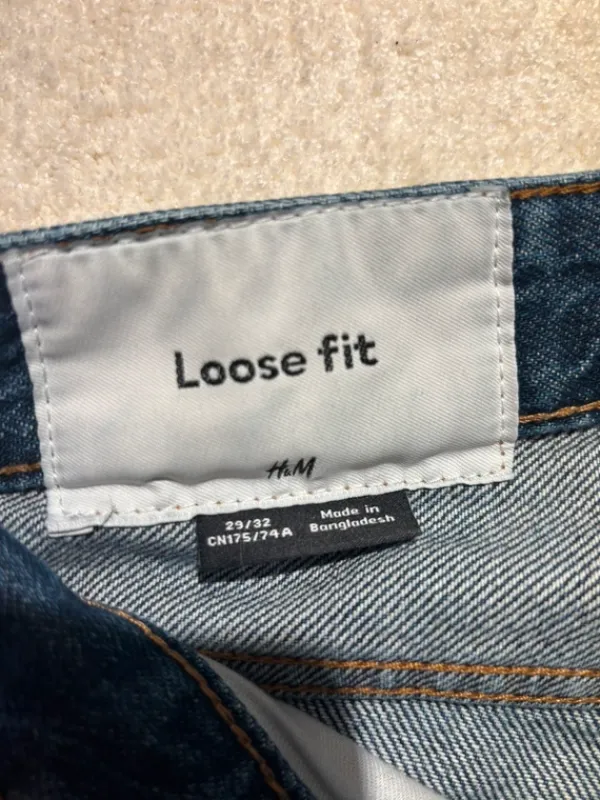 Loose fit
H&M
29/32
CN175/74A
Made in
Bangladesh